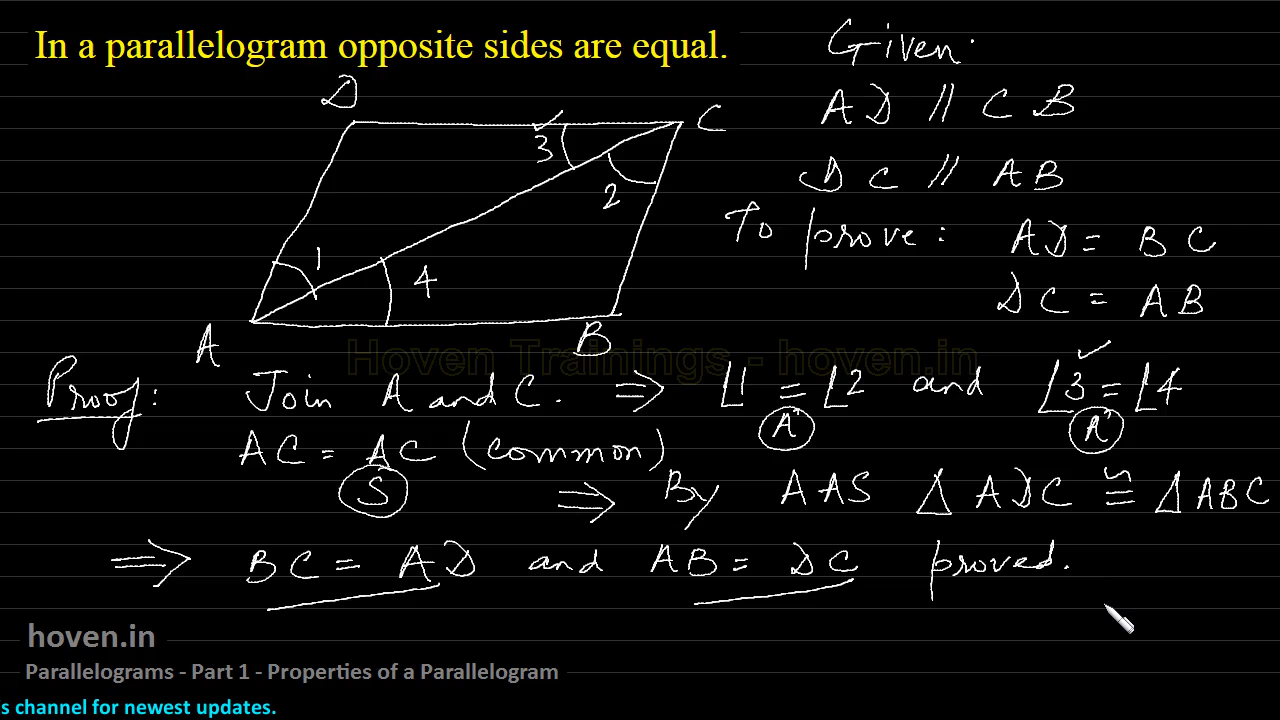 In a parallelogram opposite sides are equal.
Given:
AD // CB
DC // AB
To prove: AD = BC
DC = AB
D
C
3
2
1
4
A
B
Hoven Trainings - hoven.in
Proof: Join A and C. ⇒ ∠1 = ∠2 and ∠3 = ∠4
A A
AC = AC (common)
S
⇒ By AAS Δ ADC ≅ Δ ABC
⇒ BC = AD and AB = DC proved.
hoven.in
Parallelograms - Part 1 - Properties of a Parallelogram
s channel for newest updates.